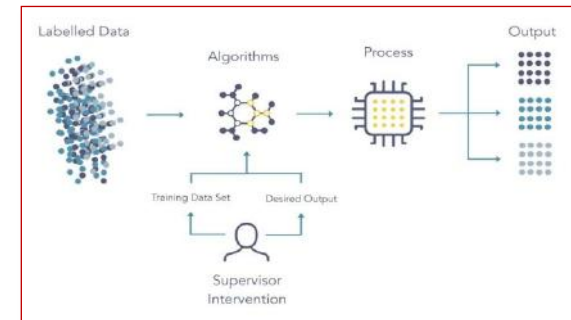 Labelled Data
Algorithms
Process
Output
Training Data Set
Desired Output
Supervisor
Intervention